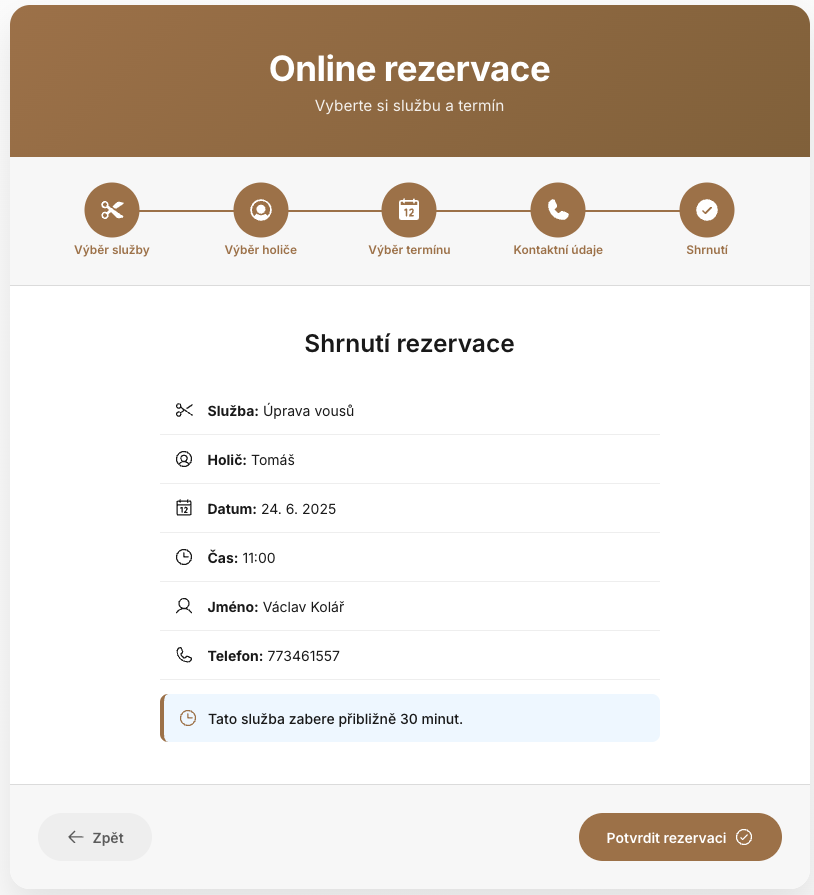 Online rezervace
Vyberte si službu a termín
12
Výběr služby
Výběr holiče
Výběr termínu
Kontaktní údaje
Shrnutí
Shrnutí rezervace
Služba: Úprava vousů
Holič: Tomáš
12
Datum: 24. 6. 2025
Čas: 11:00
Jméno: Václav Kolář
Telefon: 773461557
Tato služba zabere přibližně 30 minut.
Zpět
Potvrdit rezervaci